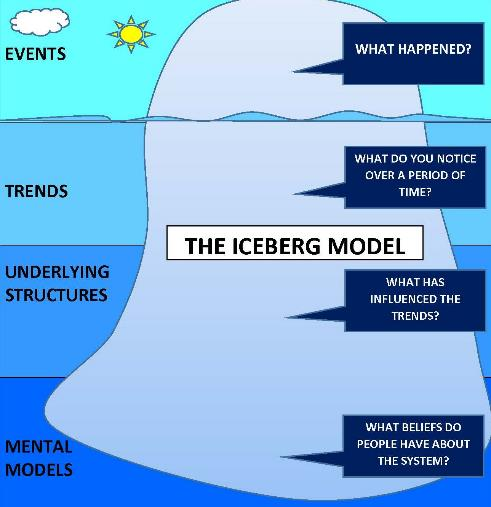 EVENTS
WHAT HAPPENED?
TRENDS
WHAT DO YOU NOTICE
OVER A PERIOD OF
TIME?
THE ICEBERG MODEL
UNDERLYING
STRUCTURES
WHAT HAS
INFLUENCED THE
TRENDS?
MENTAL
MODELS
WHAT BELIEFS DO
PEOPLE HAVE ABOUT
THE SYSTEM?